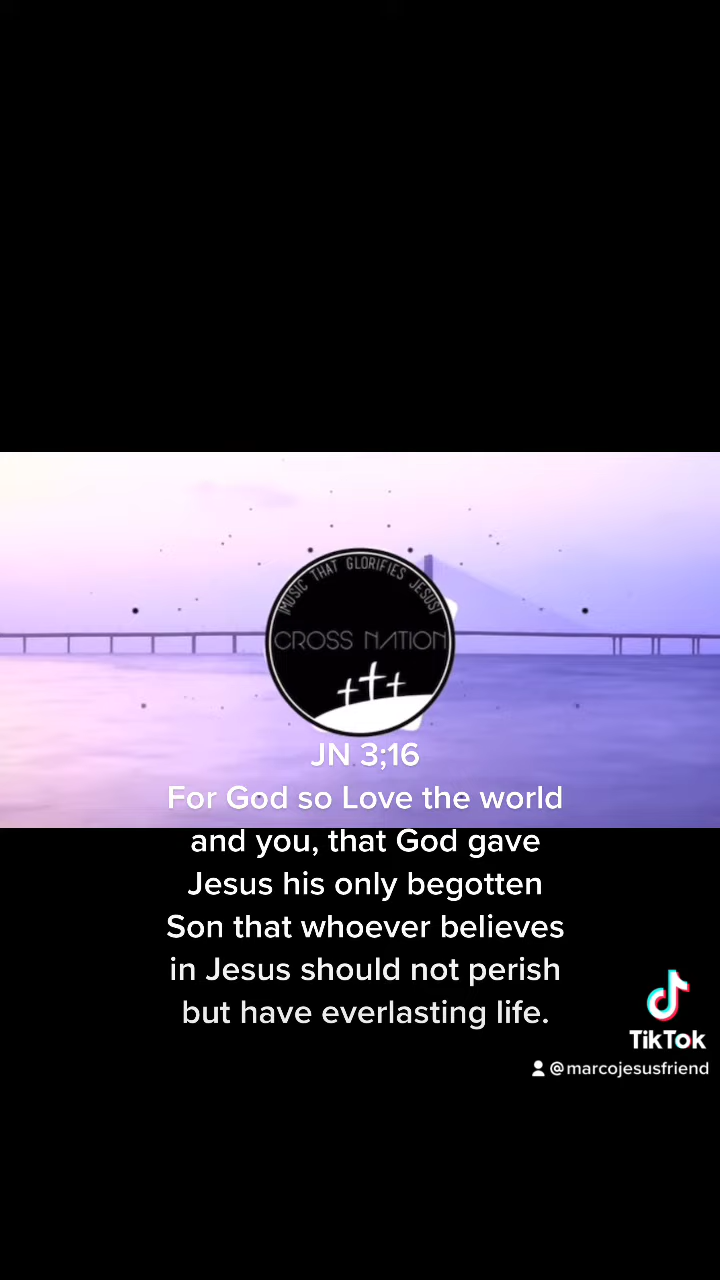 |MUSIC THAT GLORIFIES JESUS|
CROSS NATION
JN 3;16
For God so Love the world
and you, that God gave
Jesus his only begotten
Son that whoever believes
in Jesus should not perish
but have everlasting life.
TikTok
@marcojesusfriend